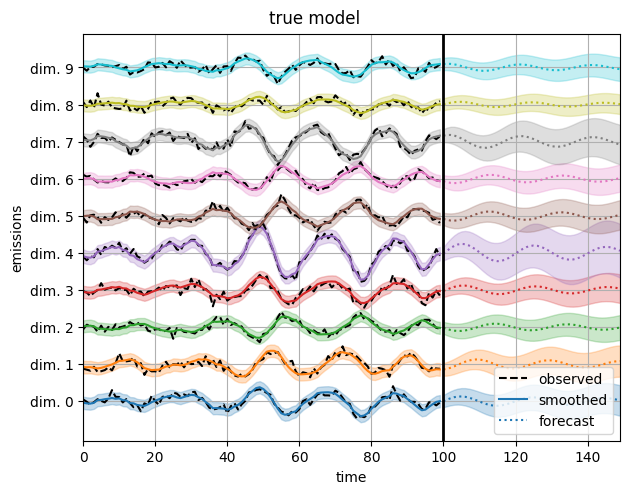 true model
emissions
dim. 9
dim. 8
dim. 7
dim. 6
dim. 5
dim. 4
dim. 3
dim. 2
dim. 1
dim. 0
observed
smoothed
forecast
0 20 40 60 80 100 120 140
time